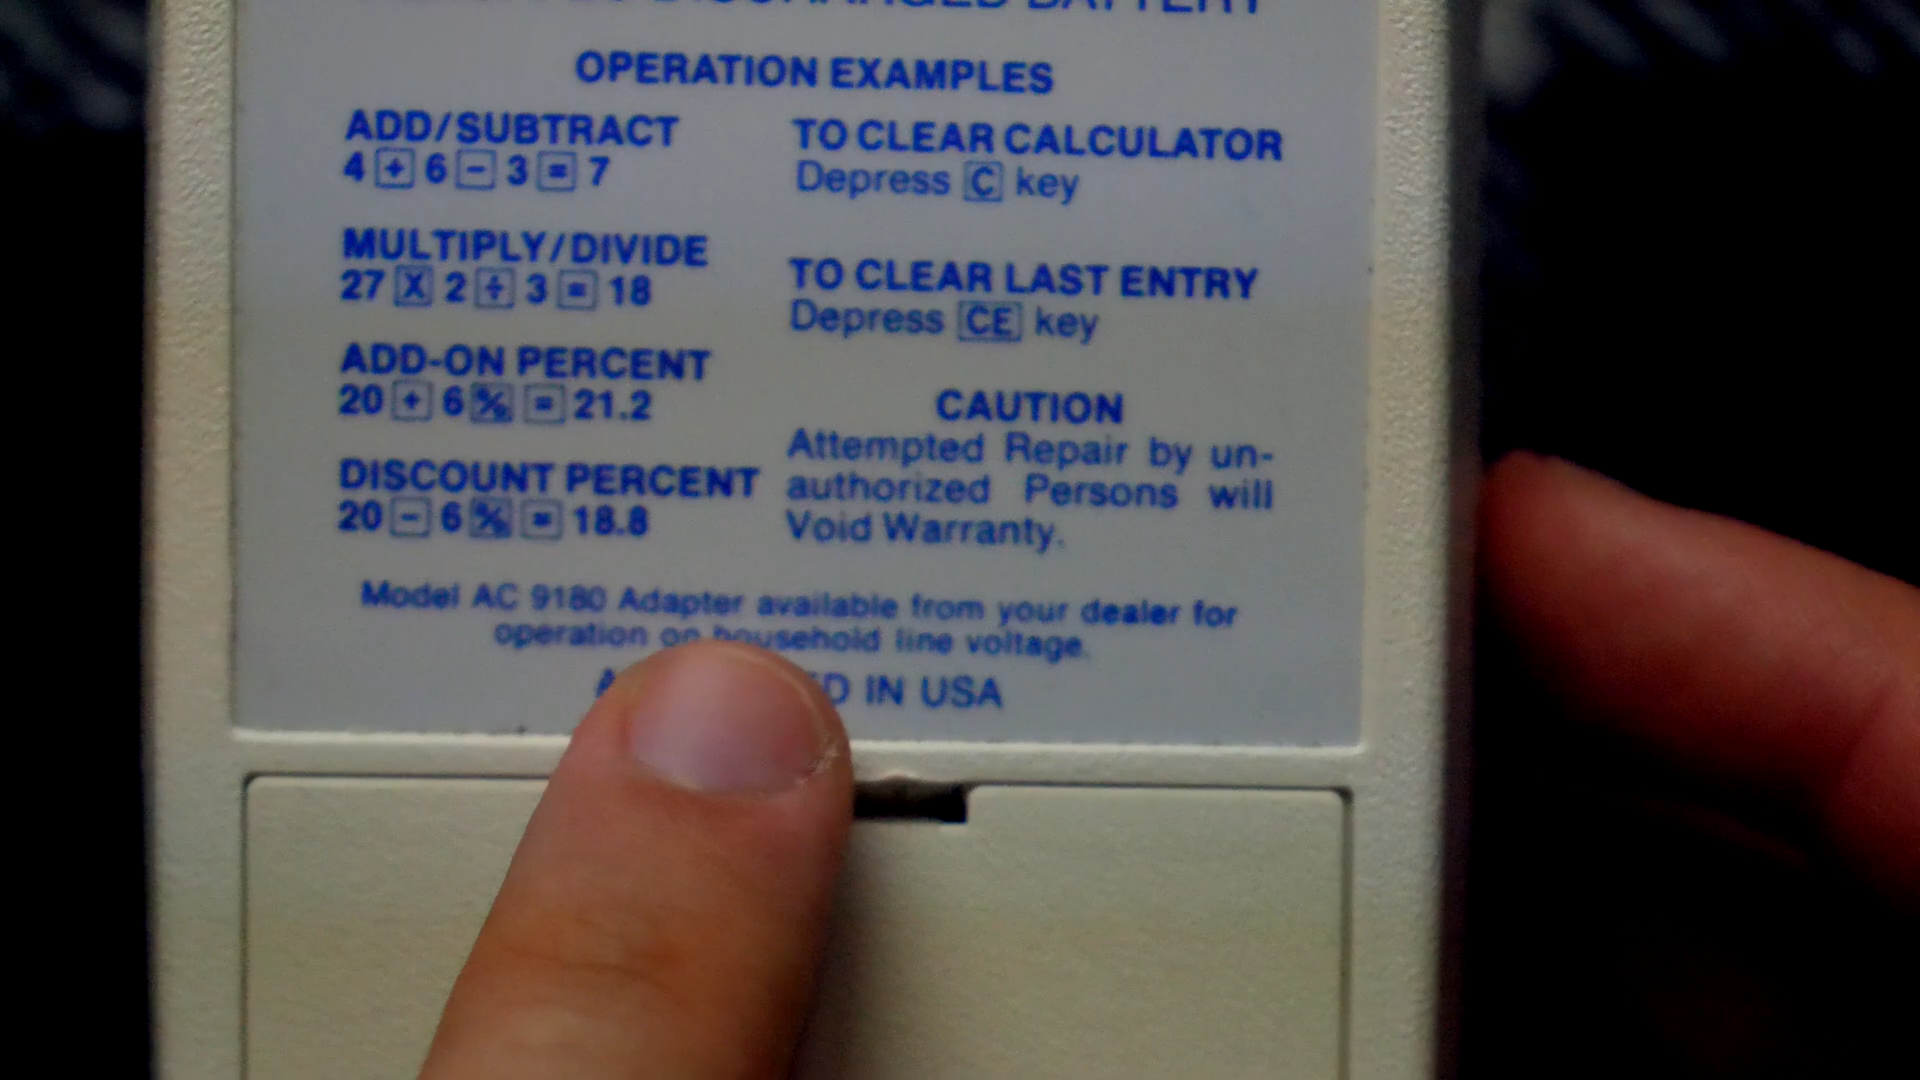 DISCHARGED BATTERY
OPERATION EXAMPLES
ADD/SUBTRACT
4 + 6 − 3 = 7
MULTIPLY/DIVIDE
27 X 2 ÷ 3 = 18
ADD-ON PERCENT
20 + 6 % = 21.2
DISCOUNT PERCENT
20 − 6 % = 18.8
TO CLEAR CALCULATOR
Depress C key
TO CLEAR LAST ENTRY
Depress CE key
CAUTION
Attempted Repair by un-
authorized Persons will
Void Warranty.
Model AC 9180 Adapter available from your dealer for
operation on household line voltage.
IN USA